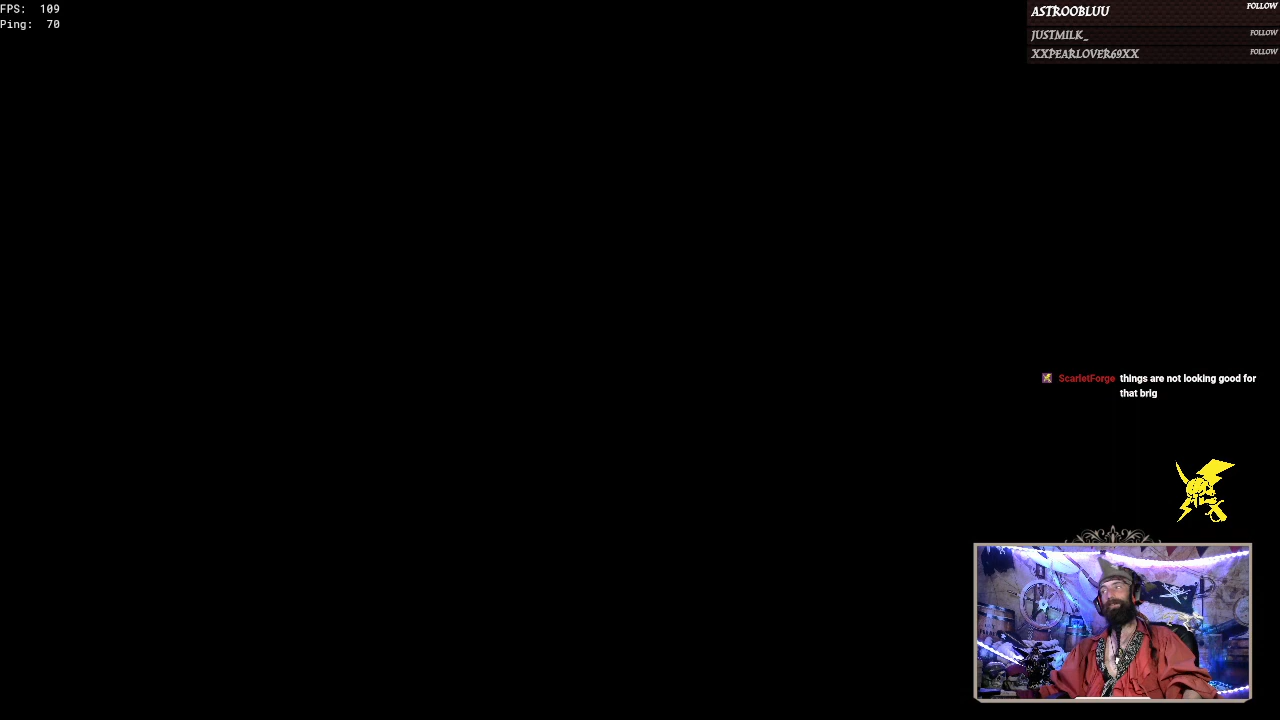 FPS: 109
Ping: 70
ASTROOBLUU FOLLOW
JUSTMILK_ FOLLOW
XXPEARLOVER69XX FOLLOW
ScarletForge things are not looking good for
that brig